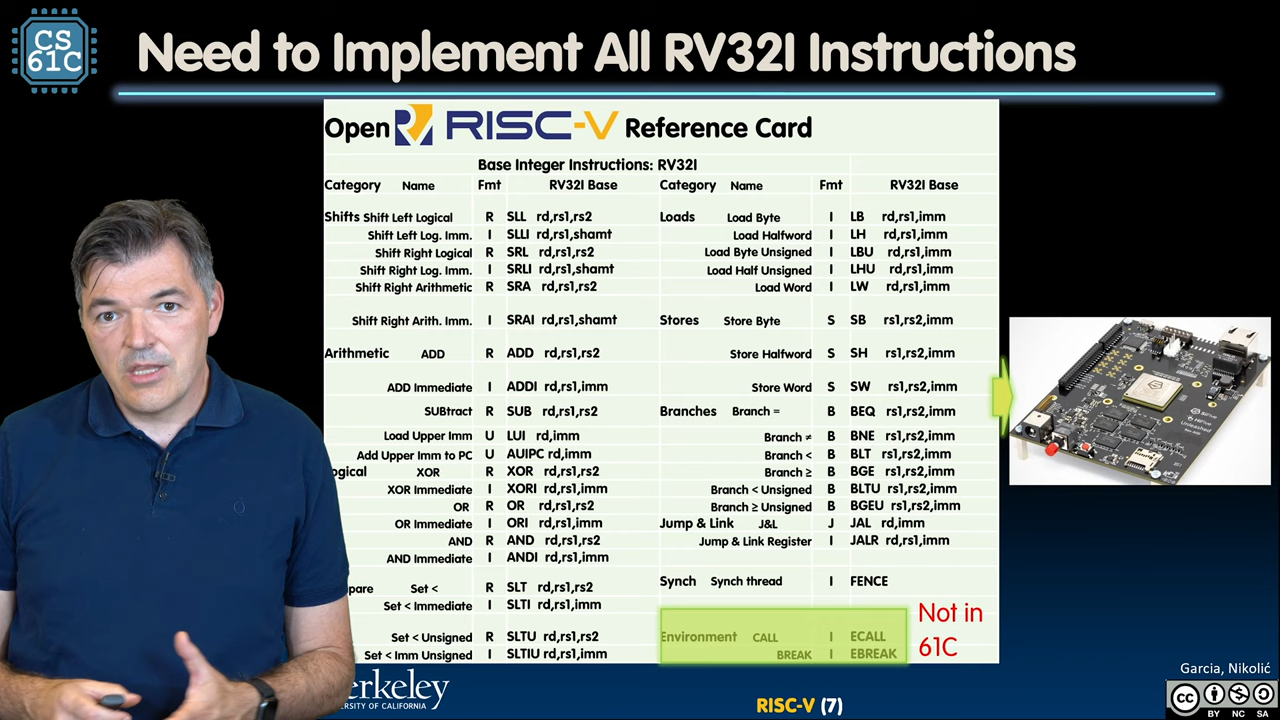 CS
61C
Need to Implement All RV32I Instructions
Open RISC-V Reference Card
Base Integer Instructions: RV32I
Category Name Fmt RV32I Base Category Name Fmt RV32I Base
Shifts Shift Left Logical R SLL rd,rs1,rs2 Loads Load Byte I LB rd,rs1,imm
Shift Left Log. Imm. I SLLI rd,rs1,shamt Load Halfword I LH rd,rs1,imm
Shift Right Logical R SRL rd,rs1,rs2 Load Byte Unsigned I LBU rd,rs1,imm
Shift Right Log. Imm. I SRLI rd,rs1,shamt Load Half Unsigned I LHU rd,rs1,imm
Shift Right Arithmetic R SRA rd,rs1,rs2 Load Word I LW rd,rs1,imm
Shift Right Arith. Imm. I SRAI rd,rs1,shamt Stores Store Byte S SB rs1,rs2,imm
Arithmetic ADD R ADD rd,rs1,rs2 Store Halfword S SH rs1,rs2,imm
ADD Immediate I ADDI rd,rs1,imm Store Word S SW rs1,rs2,imm
SUBtract R SUB rd,rs1,rs2 Branches Branch = B BEQ rs1,rs2,imm
Load Upper Imm U LUI rd,imm Branch ≠ B BNE rs1,rs2,imm
Add Upper Imm to PC U AUIPC rd,imm Branch < B BLT rs1,rs2,imm
ogical XOR R XOR rd,rs1,rs2 Branch ≥ B BGE rs1,rs2,imm
XOR Immediate I XORI rd,rs1,imm Branch < Unsigned B BLTU rs1,rs2,imm
OR R OR rd,rs1,rs2 Branch ≥ Unsigned B BGEU rs1,rs2,imm
OR Immediate I ORI rd,rs1,imm Jump & Link J&L J JAL rd,imm
AND R AND rd,rs1,rs2 Jump & Link Register I JALR rd,rs1,imm
AND Immediate I ANDI rd,rs1,imm
pare Set < R SLT rd,rs1,rs2 Synch Synch thread I FENCE
Set < Immediate I SLTI rd,rs1,imm
Set < Unsigned R SLTU rd,rs1,rs2 Environment CALL I ECALL
Set < Imm Unsigned I SLTIU rd,rs1,imm BREAK I EBREAK
Not in
61C
Garcia, Nikolić
erkeley
ERSITY OF CALIFORNIA
RISC-V (7)
CC BY NC SA